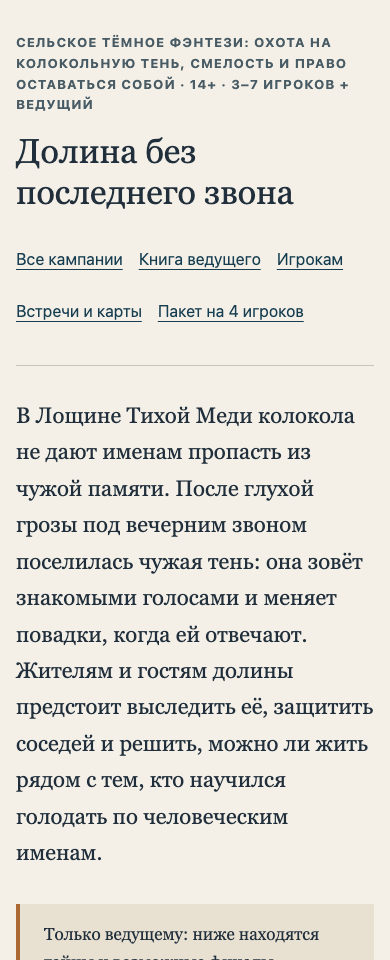 СЕЛЬСКОЕ ТЁМНОЕ ФЭНТЕЗИ: ОХОТА НА
КОЛОКОЛЬНУЮ ТЕНЬ, СМЕЛОСТЬ И ПРАВО
ОСТАВАТЬСЯ СОБОЙ · 14+ · 3–7 ИГРОКОВ +
ВЕДУЩИЙ
Долина без
последнего звона
Все кампании Книга ведущего Игрокам
Встречи и карты Пакет на 4 игроков
В Лощине Тихой Меди колокола
не дают именам пропасть из
чужой памяти. После глухой
грозы под вечерним звоном
поселилась чужая тень: она зовёт
знакомыми голосами и меняет
повадки, когда ей отвечают.
Жителям и гостям долины
предстоит выследить её, защитить
соседей и решить, можно ли жить
рядом с тем, кто научился
голодать по человеческим
именам.
Только ведущему: ниже находятся